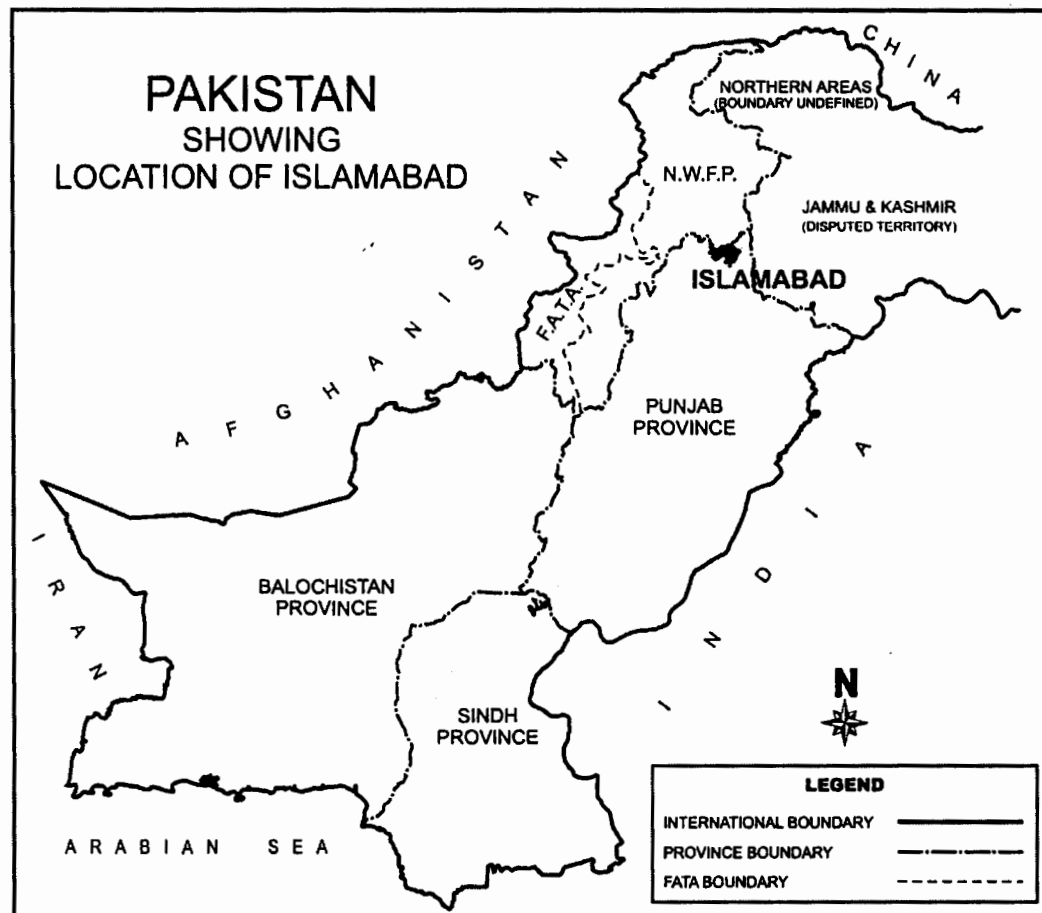 PAKISTAN
SHOWING
LOCATION OF ISLAMABAD
CHINA
NORTHERN AREAS
(BOUNDARY UNDEFINED)
N.W.F.P.
JAMMU & KASHMIR
(DISPUTED TERRITORY)
AFGHANISTAN
ISLAMABAD
F.A.T.A
PUNJAB
PROVINCE
IRAN
BALOCHISTAN
PROVINCE
INDIA
SINDH
PROVINCE
N
ARABIAN SEA
LEGEND
INTERNATIONAL BOUNDARY
PROVINCE BOUNDARY
FATA BOUNDARY